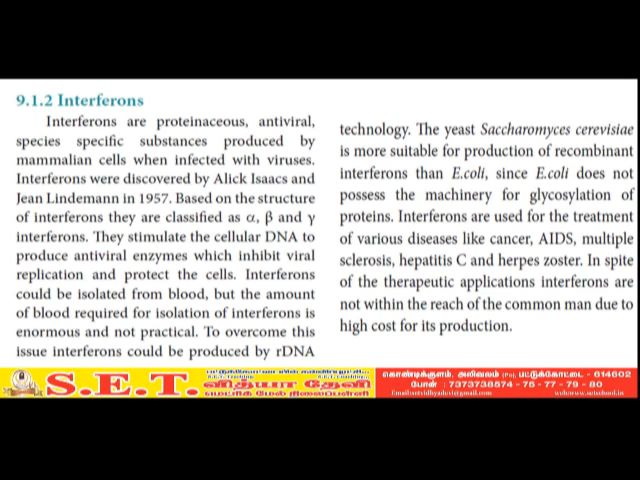 9.1.2 Interferons
Interferons are proteinaceous, antiviral,
species specific substances produced by
mammalian cells when infected with viruses.
Interferons were discovered by Alick Isaacs and
Jean Lindemann in 1957. Based on the structure
of interferons they are classified as α, β and γ
interferons. They stimulate the cellular DNA to
produce antiviral enzymes which inhibit viral
replication and protect the cells. Interferons
could be isolated from blood, but the amount
of blood required for isolation of interferons is
enormous and not practical. To overcome this
issue interferons could be produced by rDNA
technology. The yeast Saccharomyces cerevisiae
is more suitable for production of recombinant
interferons than E.coli, since E.coli does not
possess the machinery for glycosylation of
proteins. Interferons are used for the treatment
of various diseases like cancer, AIDS, multiple
sclerosis, hepatitis C and herpes zoster. In spite
of the therapeutic applications interferons are
not within the reach of the common man due to
high cost for its production.
S.E.T.
வித்யா தேவி
மெட்ரிக் மேல் நிலைப்பள்ளி
கொண்டிக்குளம், அலிவலம் (Po), பட்டுக்கோட்டை - 614602
போன் : 7373738874 - 75 - 77 - 79 - 80